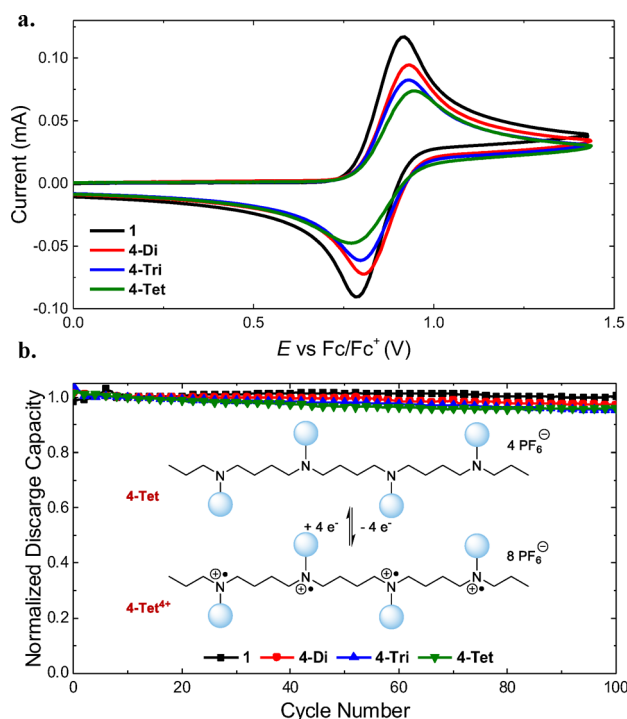 a.
Current (mA)
0.10
0.05
0.00
-0.05
-0.10
1
4-Di
4-Tri
4-Tet
0.0
0.5
1.0
1.5
E vs Fc/Fc⁺ (V)
b.
Normalized Discharge Capacity
1.0
0.8
0.6
0.4
0.2
0.0
N
N
N
N
4 PF₆⊖
4-Tet
+ 4 e⁻
- 4 e⁻
⊕•
N
N
⊕•
⊕•
N
N
⊕•
8 PF₆⊖
4-Tet⁴⁺
1
4-Di
4-Tri
4-Tet
0
20
40
60
80
100
Cycle Number